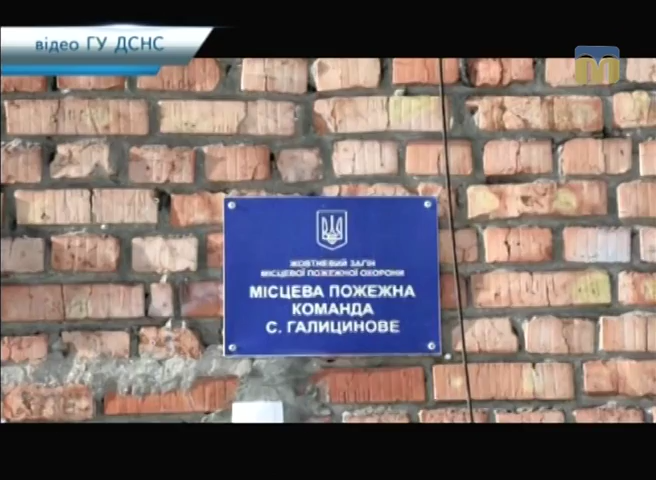 відео ГУ ДСНС
ЖОВТНЕВИЙ ЗАГІН
МІСЦЕВОЇ ПОЖЕЖНОЇ ОХОРОНИ
МІСЦЕВА ПОЖЕЖНА
КОМАНДА
С. ГАЛИЦИНОВЕ